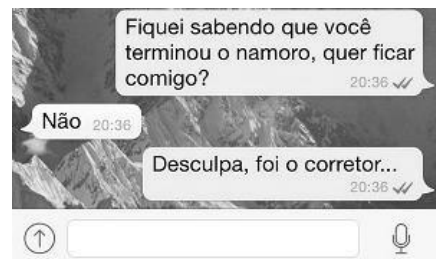 Fiquei sabendo que você
terminou o namoro, quer ficar
comigo?
20:36
Não 20:36
Desculpa, foi o corretor...
20:36